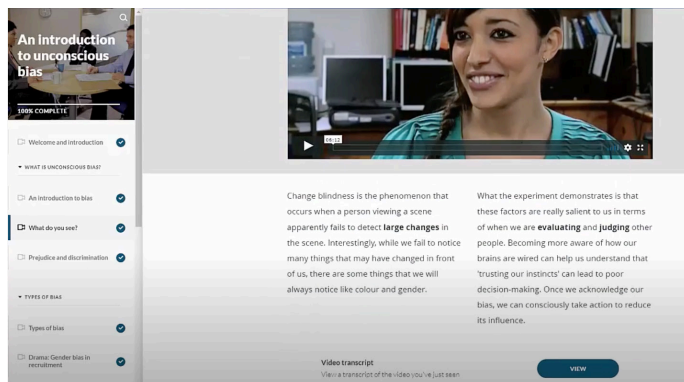 An introduction
to unconscious
bias
100% COMPLETE
Welcome and introduction
WHAT IS UNCONSCIOUS BIAS?
An introduction to bias
What do you see?
Prejudice and discrimination
TYPES OF BIAS
Types of bias
Drama: Gender bias in
recruitment
08:12
Change blindness is the phenomenon that
occurs when a person viewing a scene
apparently fails to detect large changes in
the scene. Interestingly, while we fail to notice
many things that may have changed in front
of us, there are some things that we will
always notice like colour and gender.
What the experiment demonstrates is that
these factors are really salient to us in terms
of when we are evaluating and judging other
people. Becoming more aware of how our
brains are wired can help us understand that
'trusting our instincts' can lead to poor
decision-making. Once we acknowledge our
bias, we can consciously take action to reduce
its influence.
Video transcript
View a transcript of the video you've just seen
VIEW